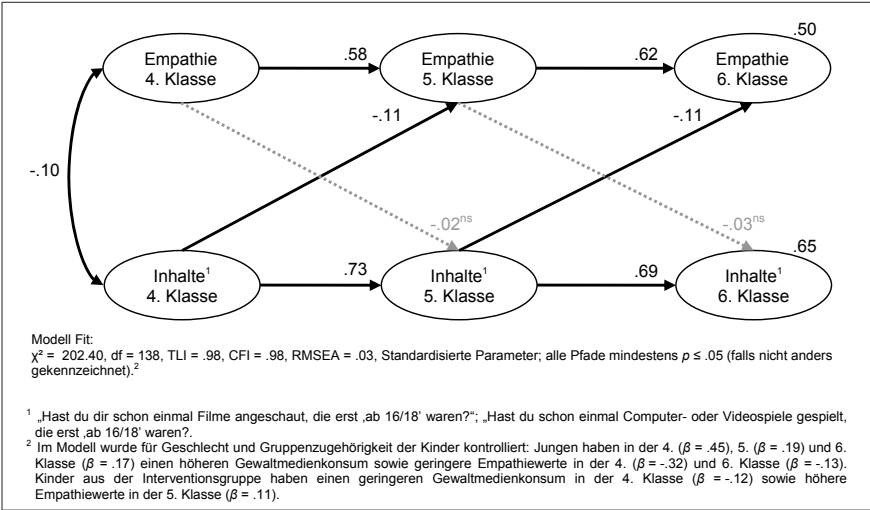 .50
Empathie
4. Klasse
.58
Empathie
5. Klasse
.62
Empathie
6. Klasse
-.11
-.11
-.10
-.02ns
-.03ns
.65
Inhalte¹
4. Klasse
.73
Inhalte¹
5. Klasse
.69
Inhalte¹
6. Klasse
Modell Fit:
χ² = 202.40, df = 138, TLI = .98, CFI = .98, RMSEA = .03, Standardisierte Parameter; alle Pfade mindestens p ≤ .05 (falls nicht anders
gekennzeichnet).²
¹ „Hast du dir schon einmal Filme angeschaut, die erst ‚ab 16/18' waren?“; „Hast du schon einmal Computer- oder Videospiele gespielt,
die erst ‚ab 16/18' waren?.
² Im Modell wurde für Geschlecht und Gruppenzugehörigkeit der Kinder kontrolliert: Jungen haben in der 4. (β = .45), 5. (β = .19) und 6.
Klasse (β = .17) einen höheren Gewaltmedienkonsum sowie geringere Empathiewerte in der 4. (β = -.32) und 6. Klasse (β = -.13).
Kinder aus der Interventionsgruppe haben einen geringeren Gewaltmedienkonsum in der 4. Klasse (β = -.12) sowie höhere
Empathiewerte in der 5. Klasse (β = .11).